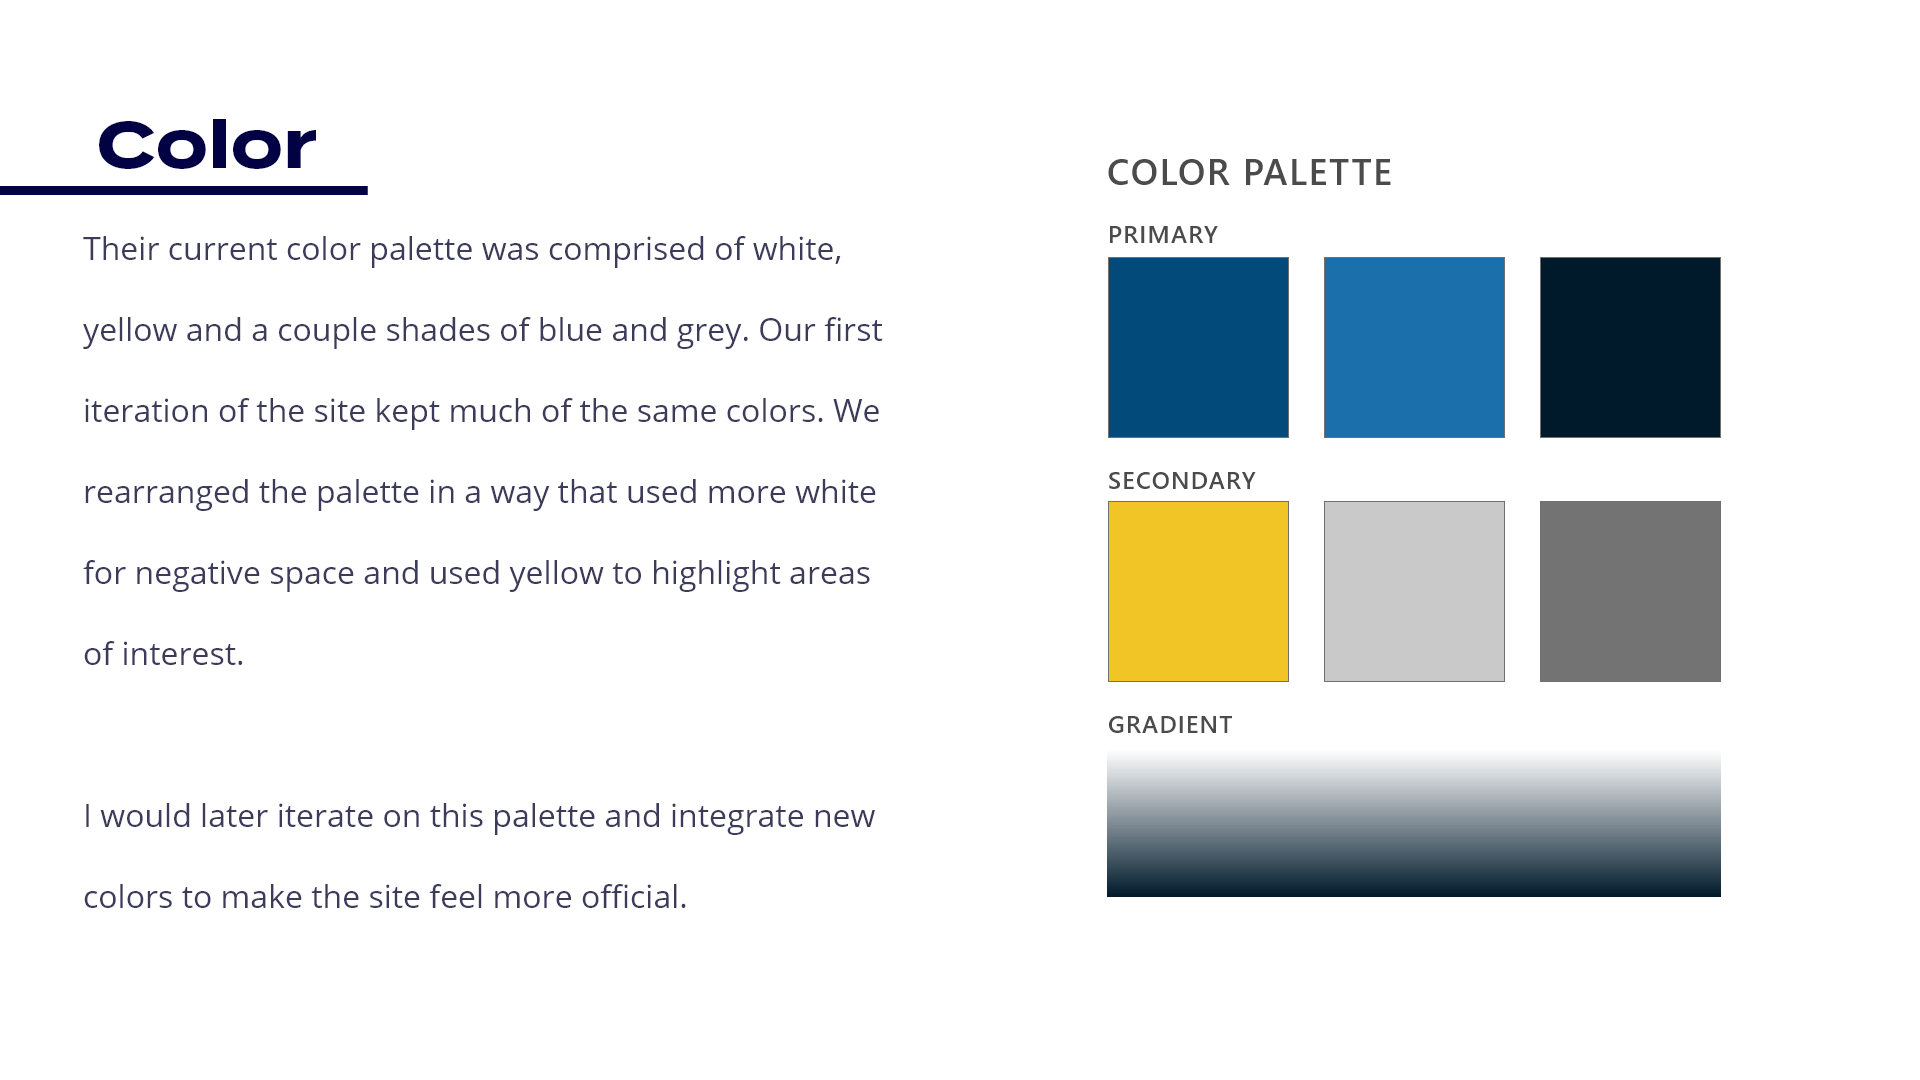 Color
Their current color palette was comprised of white,
yellow and a couple shades of blue and grey. Our first
iteration of the site kept much of the same colors. We
rearranged the palette in a way that used more white
for negative space and used yellow to highlight areas
of interest.
I would later iterate on this palette and integrate new
colors to make the site feel more official.
COLOR PALETTE
PRIMARY
SECONDARY
GRADIENT